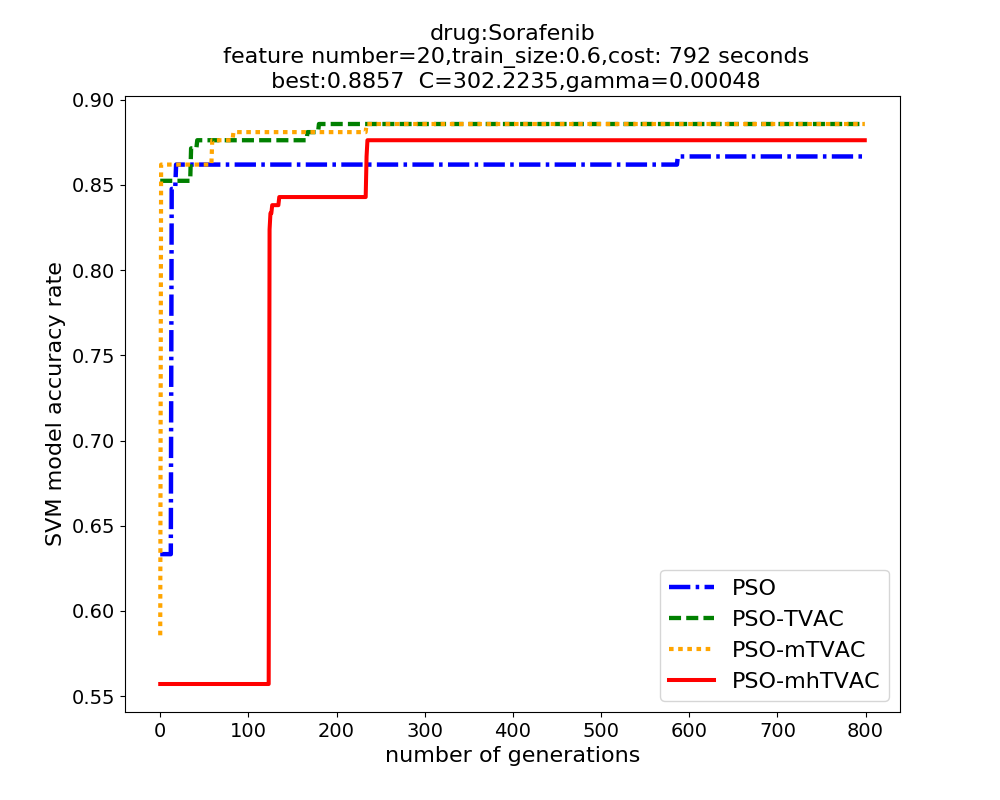 drug:Sorafenib
feature number=20,train_size:0.6,cost: 792 seconds
best:0.8857  C=302.2235,gamma=0.00048
0.90
0.85
0.80
0.75
0.70
0.65
0.60
0.55
SVM model accuracy rate
PSO
PSO-TVAC
PSO-mTVAC
PSO-mhTVAC
0 100 200 300 400 500 600 700 800
number of generations